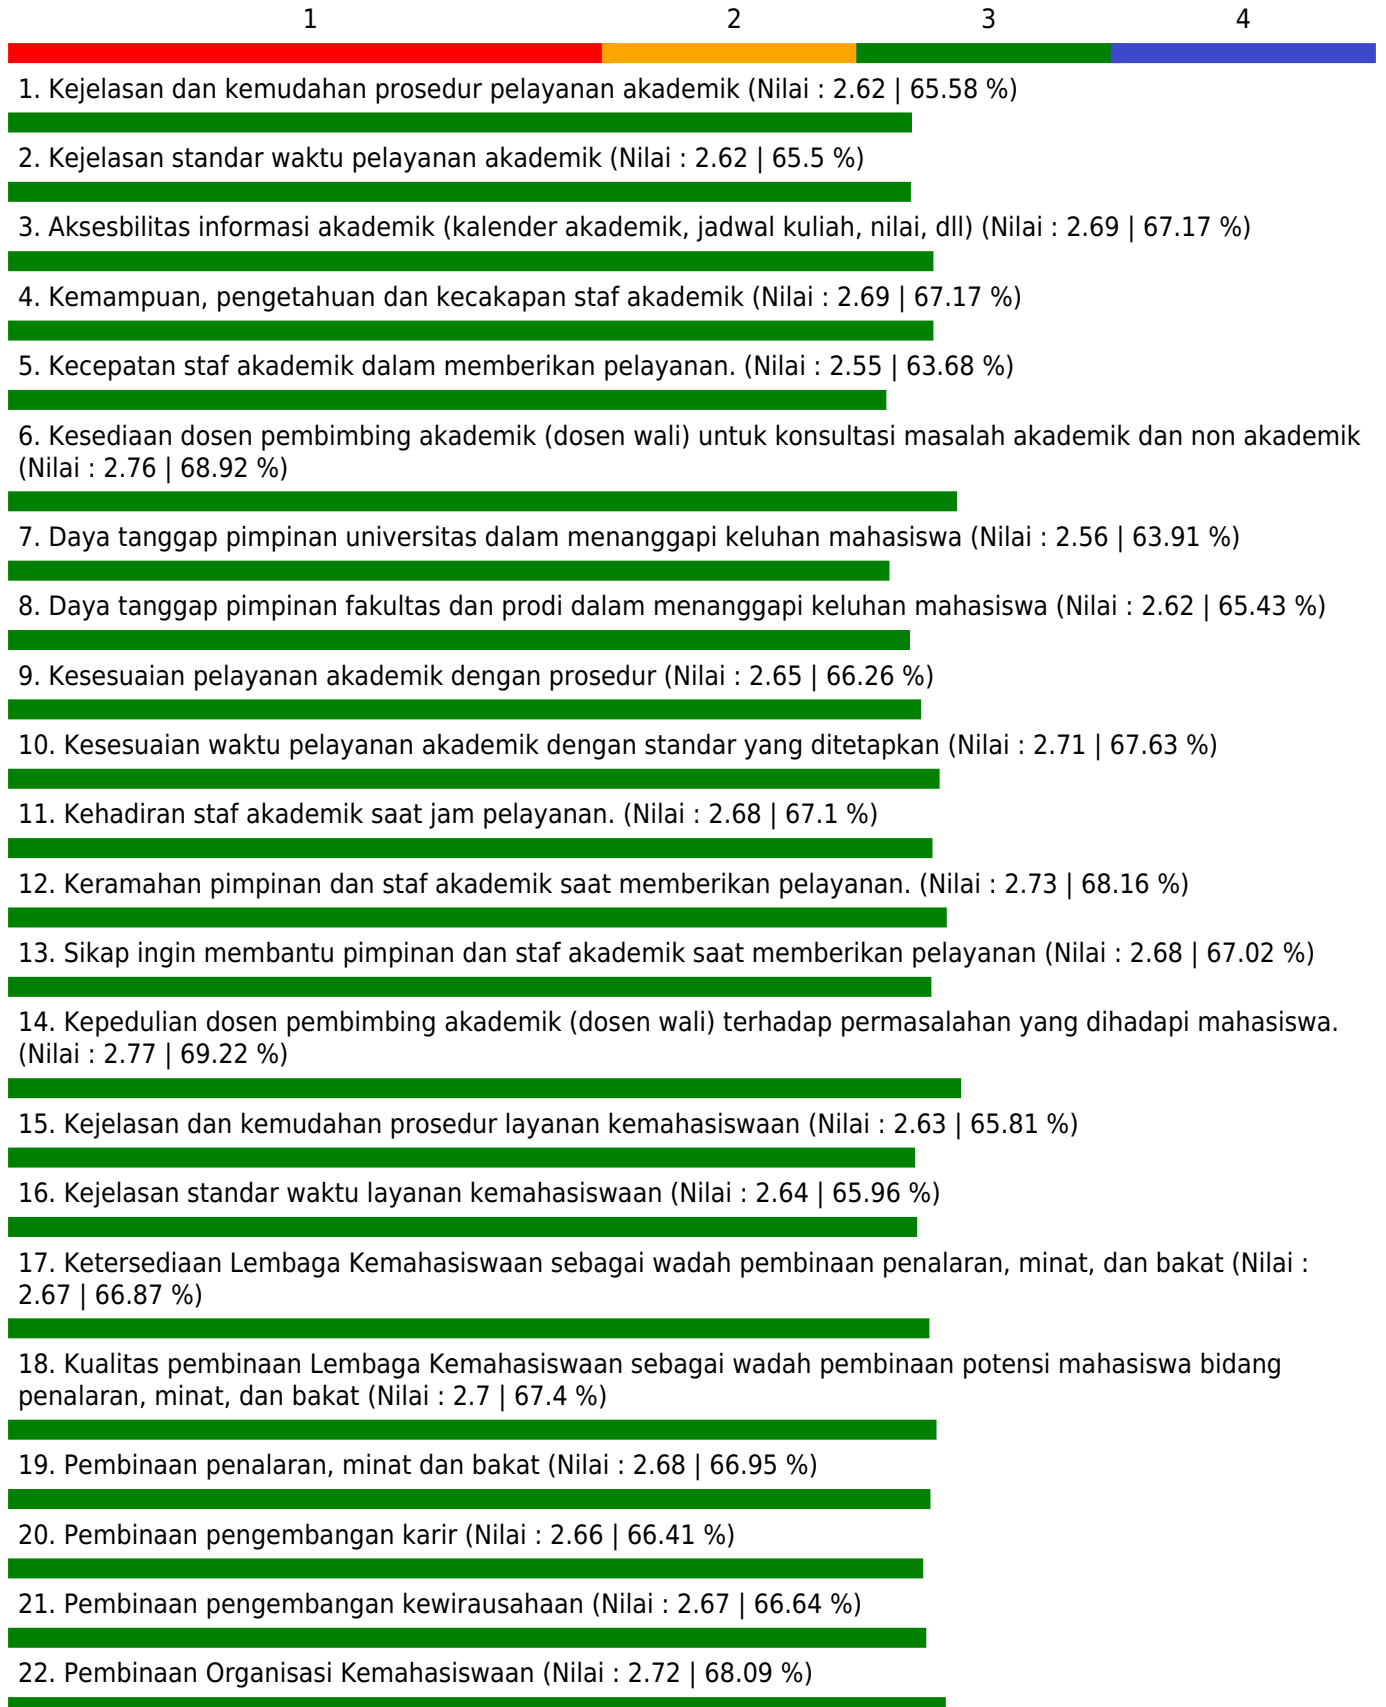 1 2 3 4
1. Kejelasan dan kemudahan prosedur pelayanan akademik (Nilai : 2.62 | 65.58 %)
2. Kejelasan standar waktu pelayanan akademik (Nilai : 2.62 | 65.5 %)
3. Aksesbilitas informasi akademik (kalender akademik, jadwal kuliah, nilai, dll) (Nilai : 2.69 | 67.17 %)
4. Kemampuan, pengetahuan dan kecakapan staf akademik (Nilai : 2.69 | 67.17 %)
5. Kecepatan staf akademik dalam memberikan pelayanan. (Nilai : 2.55 | 63.68 %)
6. Kesediaan dosen pembimbing akademik (dosen wali) untuk konsultasi masalah akademik dan non akademik
(Nilai : 2.76 | 68.92 %)
7. Daya tanggap pimpinan universitas dalam menanggapi keluhan mahasiswa (Nilai : 2.56 | 63.91 %)
8. Daya tanggap pimpinan fakultas dan prodi dalam menanggapi keluhan mahasiswa (Nilai : 2.62 | 65.43 %)
9. Kesesuaian pelayanan akademik dengan prosedur (Nilai : 2.65 | 66.26 %)
10. Kesesuaian waktu pelayanan akademik dengan standar yang ditetapkan (Nilai : 2.71 | 67.63 %)
11. Kehadiran staf akademik saat jam pelayanan. (Nilai : 2.68 | 67.1 %)
12. Keramahan pimpinan dan staf akademik saat memberikan pelayanan. (Nilai : 2.73 | 68.16 %)
13. Sikap ingin membantu pimpinan dan staf akademik saat memberikan pelayanan (Nilai : 2.68 | 67.02 %)
14. Kepedulian dosen pembimbing akademik (dosen wali) terhadap permasalahan yang dihadapi mahasiswa.
(Nilai : 2.77 | 69.22 %)
15. Kejelasan dan kemudahan prosedur layanan kemahasiswaan (Nilai : 2.63 | 65.81 %)
16. Kejelasan standar waktu layanan kemahasiswaan (Nilai : 2.64 | 65.96 %)
17. Ketersediaan Lembaga Kemahasiswaan sebagai wadah pembinaan penalaran, minat, dan bakat (Nilai :
2.67 | 66.87 %)
18. Kualitas pembinaan Lembaga Kemahasiswaan sebagai wadah pembinaan potensi mahasiswa bidang
penalaran, minat, dan bakat (Nilai : 2.7 | 67.4 %)
19. Pembinaan penalaran, minat dan bakat (Nilai : 2.68 | 66.95 %)
20. Pembinaan pengembangan karir (Nilai : 2.66 | 66.41 %)
21. Pembinaan pengembangan kewirausahaan (Nilai : 2.67 | 66.64 %)
22. Pembinaan Organisasi Kemahasiswaan (Nilai : 2.72 | 68.09 %)